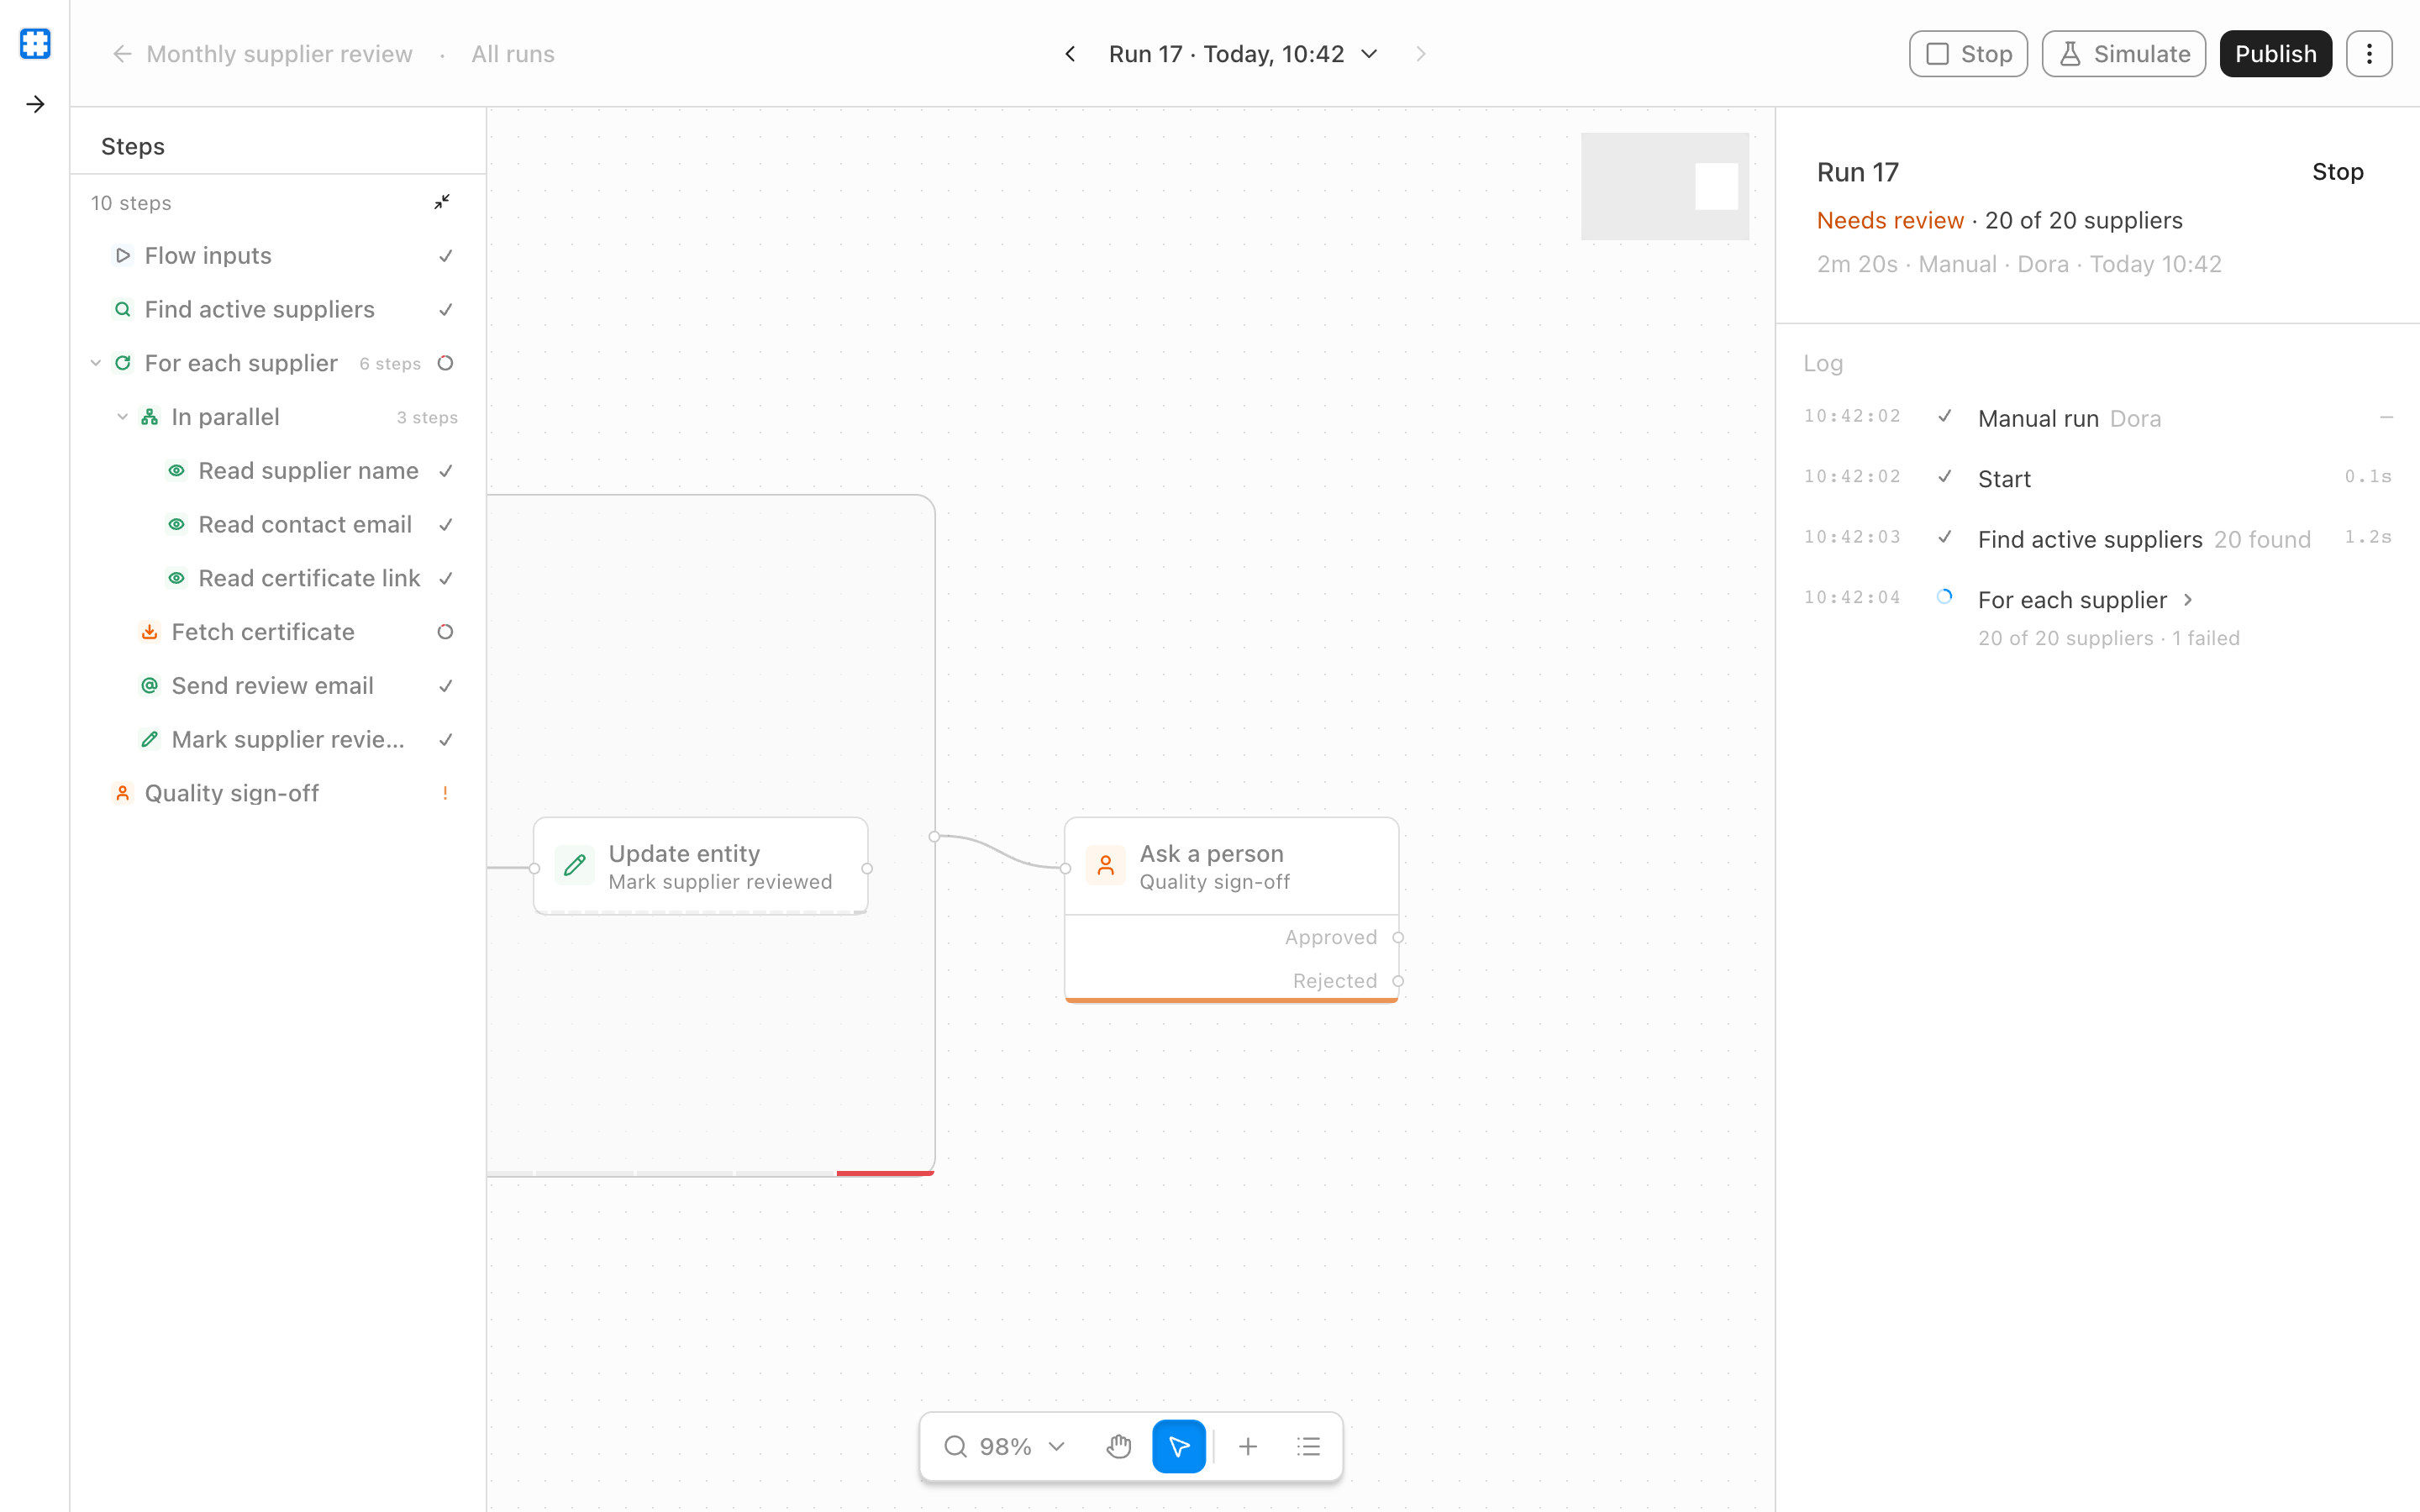 Monthly supplier review · All runs
Run 17 · Today, 10:42
Stop
Simulate
Publish
Steps
10 steps
Flow inputs
Find active suppliers
For each supplier 6 steps
In parallel 3 steps
Read supplier name
Read contact email
Read certificate link
Fetch certificate
Send review email
Mark supplier revie...
Quality sign-off !
Update entity
Mark supplier reviewed
Ask a person
Quality sign-off
Approved
Rejected
98%
Run 17 Stop
Needs review · 20 of 20 suppliers
2m 20s · Manual · Dora · Today 10:42
Log
10:42:02 Manual run Dora –
10:42:02 Start 0.1s
10:42:03 Find active suppliers 20 found 1.2s
10:42:04 For each supplier
20 of 20 suppliers · 1 failed